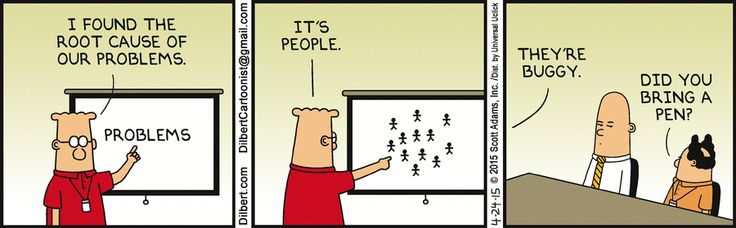 I FOUND THE
ROOT CAUSE OF
OUR PROBLEMS.
PROBLEMS
Dilbert.com DilbertCartoonist@gmail.com
IT'S
PEOPLE.
4-24-15 © 2015 Scott Adams, Inc. /Dist. by Universal Uclick
THEY'RE
BUGGY.
DID YOU
BRING A
PEN?